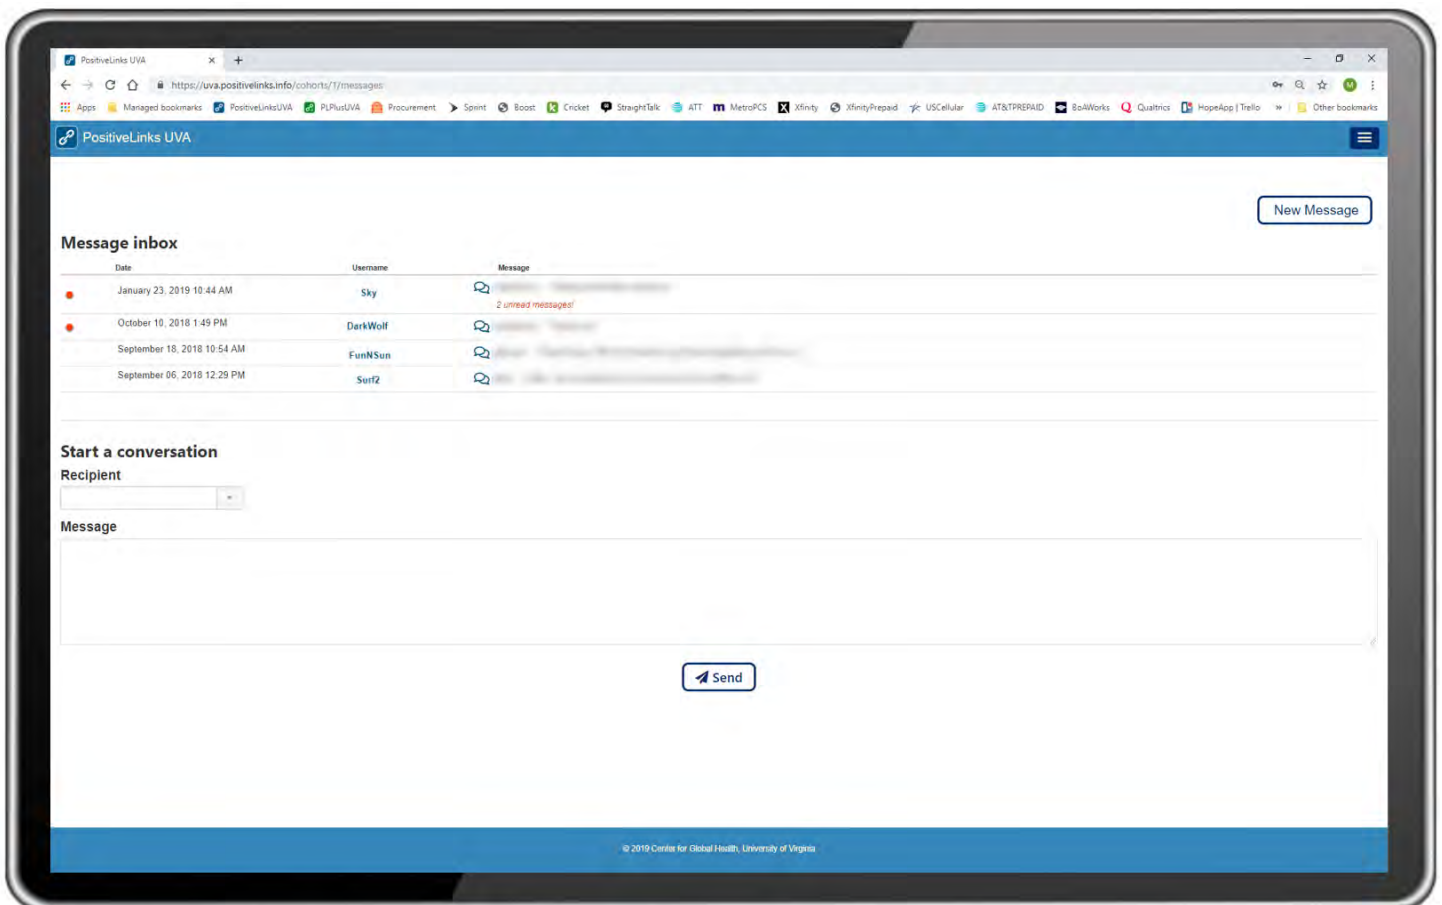 PositiveLinks UVA
https://uva.positivelinks.info/cohorts/1/messages
Apps Managed bookmarks PositiveLinksUVA PLPlusUVA Procurement Sprint Boost Cricket StraightTalk ATT MetroPCS Xfinity XfinityPrepaid USCellular AT&TPREPAID BoAWorks Qualtrics HopeApp | Trello » Other bookmarks
PositiveLinks UVA
New Message
Message inbox
Date Username Message
January 23, 2019 10:44 AM Sky
2 unread messages!
October 10, 2018 1:49 PM DarkWolf
September 18, 2018 10:54 AM FunNSun
September 06, 2018 12:29 PM Surf2
Start a conversation
Recipient
Message
Send
© 2019 Center for Global Health, University of Virginia